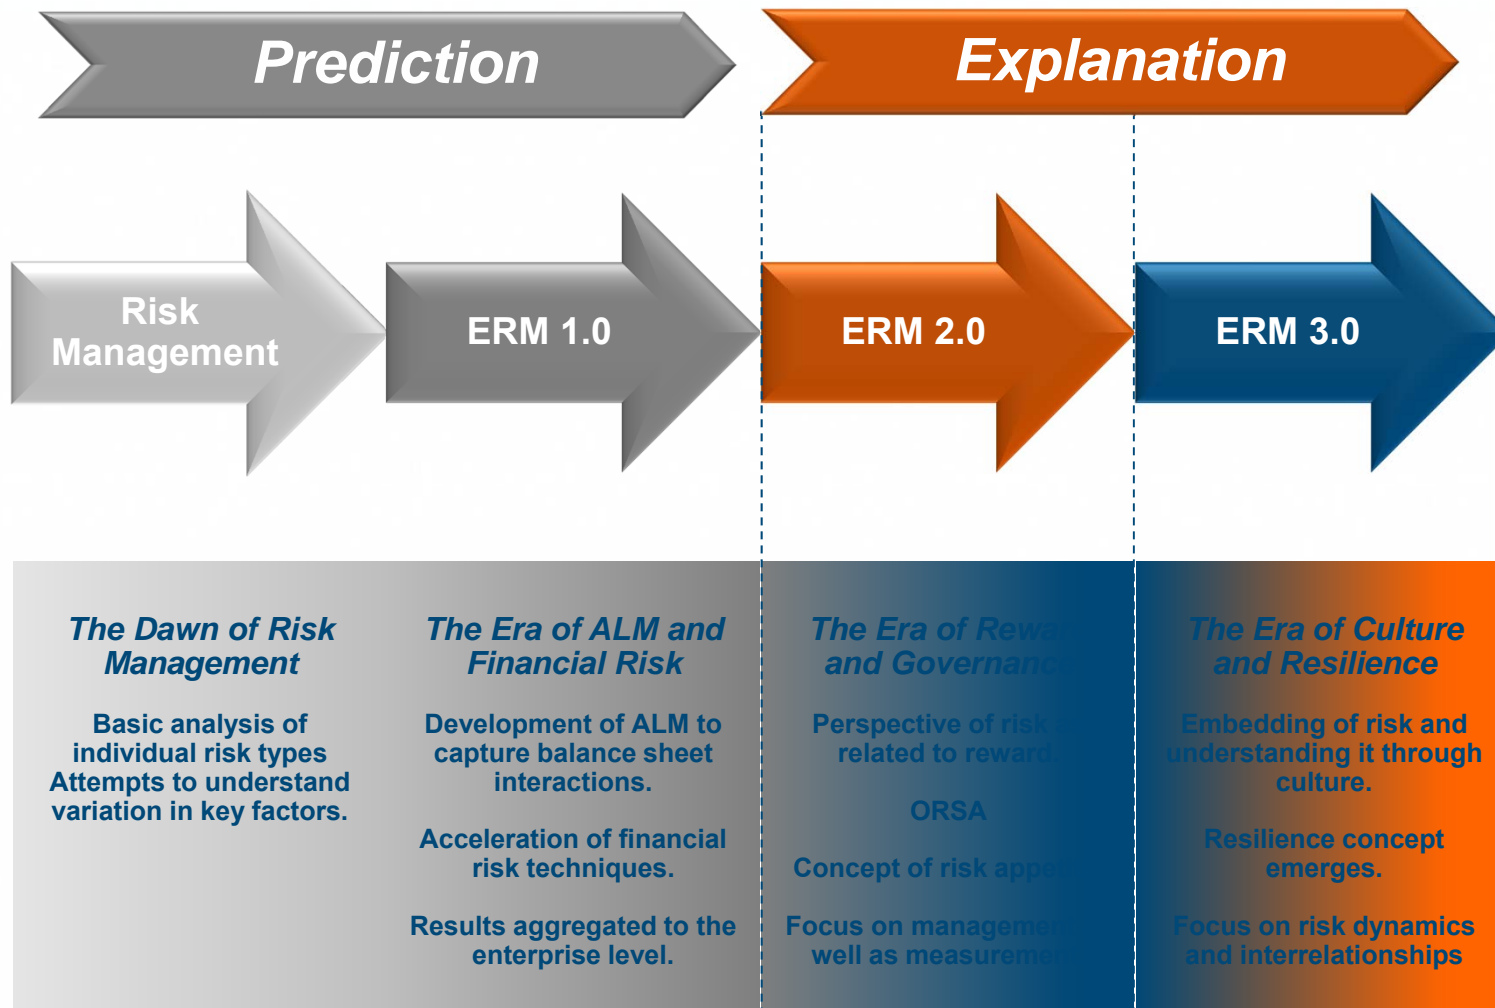 Prediction
Explanation
Risk
Management
ERM 1.0
ERM 2.0
ERM 3.0
The Dawn of Risk
Management
Basic analysis of
individual risk types
Attempts to understand
variation in key factors.
The Era of ALM and
Financial Risk
Development of ALM to
capture balance sheet
interactions.
Acceleration of financial
risk techniques.
Results aggregated to the
enterprise level.
The Era of
and
Perspective of risk
related to reward.
ORSA
Concept of risk
Focus on
well as
The Era of Culture
and Resilience
Embedding of risk and
understanding it through
culture.
Resilience concept
emerges.
Focus on risk dynamics
and interrelationships